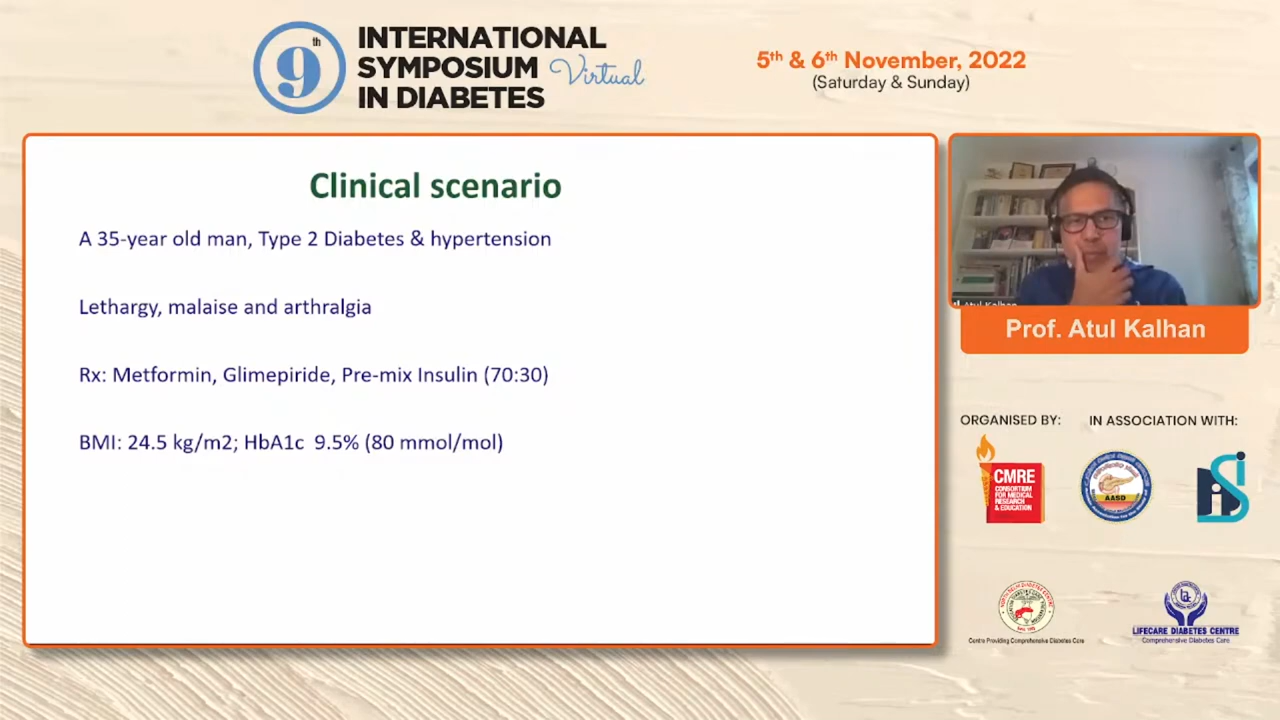 9th
INTERNATIONAL
SYMPOSIUM Virtual
IN DIABETES
5th & 6th November, 2022
(Saturday & Sunday)
Clinical scenario
A 35-year old man, Type 2 Diabetes & hypertension
Lethargy, malaise and arthralgia
Rx: Metformin, Glimepiride, Pre-mix Insulin (70:30)
BMI: 24.5 kg/m2; HbA1c 9.5% (80 mmol/mol)
Atul Kalhan
Prof. Atul Kalhan
ORGANISED BY:
IN ASSOCIATION WITH:
CMRE
CONSORTIUM
FOR MEDICAL
RESEARCH
& EDUCATION
AASD
Centre Providing Comprehensive Diabetes Care
LIFECARE DIABETES CENTRE
Comprehensive Diabetes Care